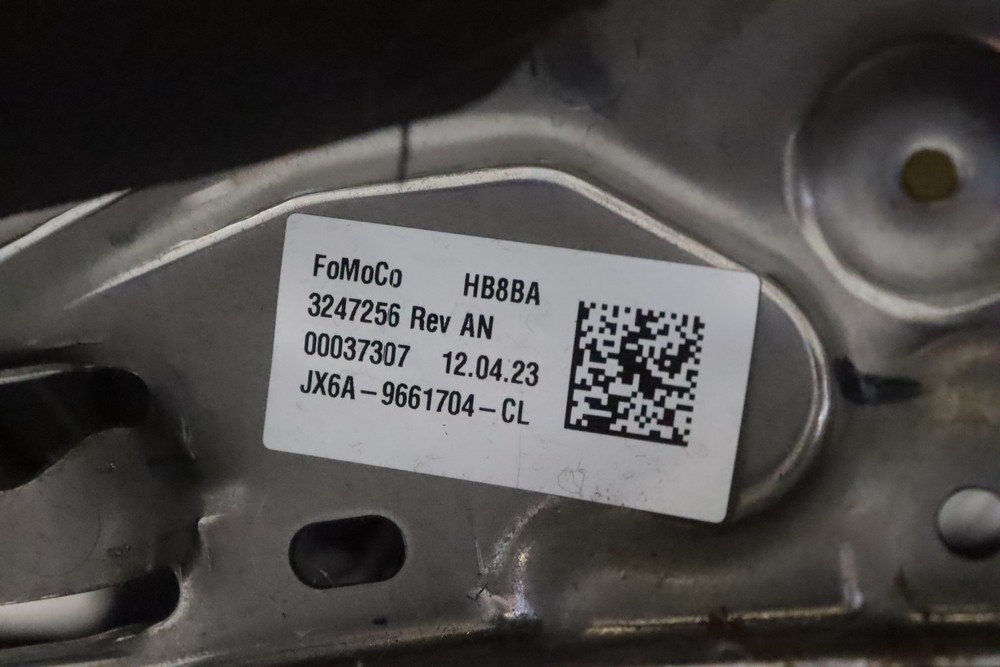 FoMoCo HB8BA
3247256 Rev AN
00037307 12.04.23
JX6A-9661704-CL